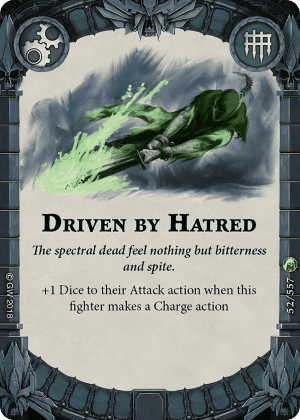 DRIVEN BY HATRED
The spectral dead feel nothing but bitterness
and spite.
+1 Dice to their Attack action when this
fighter makes a Charge action
© GW 2018
52/557